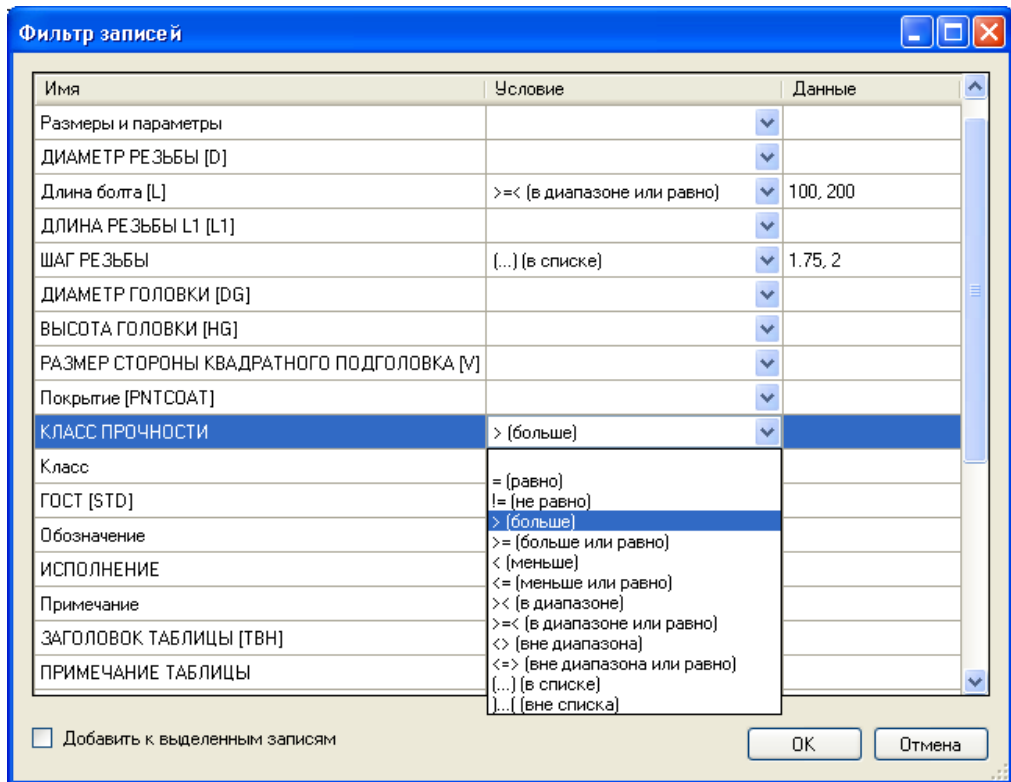 Фильтр записей
Имя Условие Данные
Размеры и параметры
ДИАМЕТР РЕЗЬБЫ [D]
Длина болта [L] >=< (в диапазоне или равно) 100, 200
ДЛИНА РЕЗЬБЫ L1 [L1]
ШАГ РЕЗЬБЫ (...) (в списке) 1.75, 2
ДИАМЕТР ГОЛОВКИ [DG]
ВЫСОТА ГОЛОВКИ [HG]
РАЗМЕР СТОРОНЫ КВАДРАТНОГО ПОДГОЛОВКА [V]
Покрытие [PNTCOAT]
КЛАСС ПРОЧНОСТИ > (больше)
Класс
ГОСТ [STD]
Обозначение
ИСПОЛНЕНИЕ
Примечание
ЗАГОЛОВОК ТАБЛИЦЫ [TBH]
ПРИМЕЧАНИЕ ТАБЛИЦЫ
= (равно)
!= (не равно)
> (больше)
>= (больше или равно)
< (меньше)
<= (меньше или равно)
>< (в диапазоне)
>=< (в диапазоне или равно)
<> (вне диапазона)
<=> (вне диапазона или равно)
(...) (в списке)
)...( (вне списка)
Добавить к выделенным записям
OK Отмена